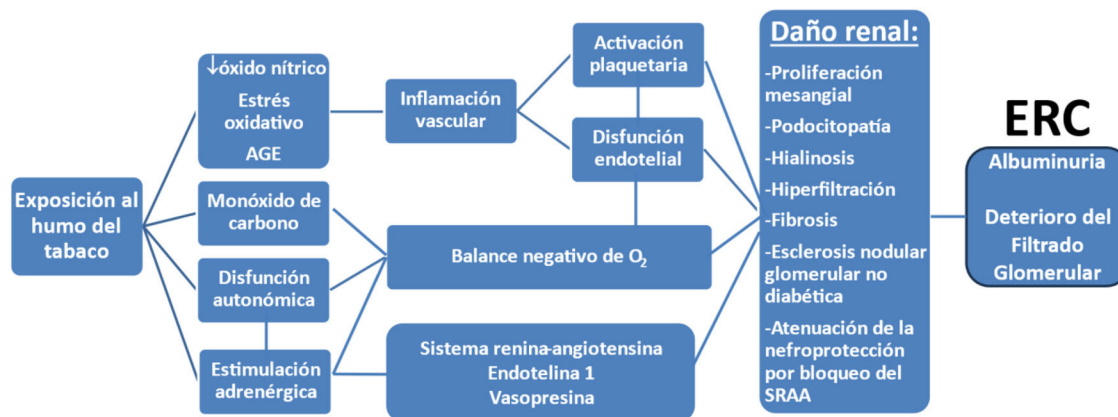 Exposición al
humo del
tabaco
↓óxido nítrico
Estrés
oxidativo
AGE
Monóxido de
carbono
Disfunción
autonómica
Estimulación
adrenérgica
Inflamación
vascular
Activación
plaquetaria
Disfunción
endotelial
Balance negativo de O₂
Sistema renina-angiotensina
Endotelina 1
Vasopresina
Daño renal:
-Proliferación
mesangial
-Podocitopatía
-Hialinosis
-Hiperfiltración
-Fibrosis
-Esclerosis nodular
glomerular no
diabética
-Atenuación de la
nefroprotección
por bloqueo del
SRAA
ERC
Albuminuria
Deterioro del
Filtrado
Glomerular